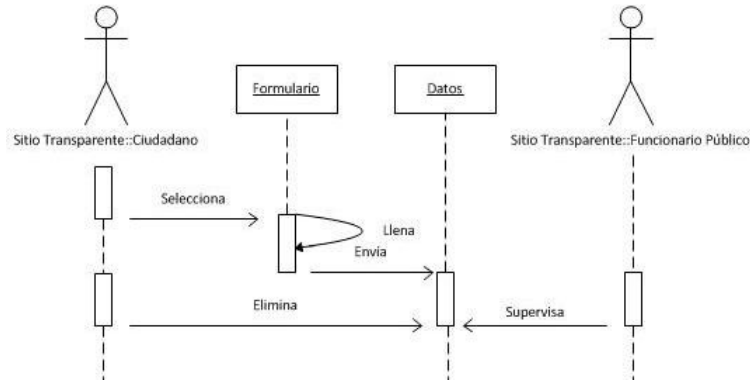 Formulario
Datos
Sitio Transparente::Ciudadano
Sitio Transparente::Funcionario Público
Selecciona
Llena
Envía
Elimina
Supervisa